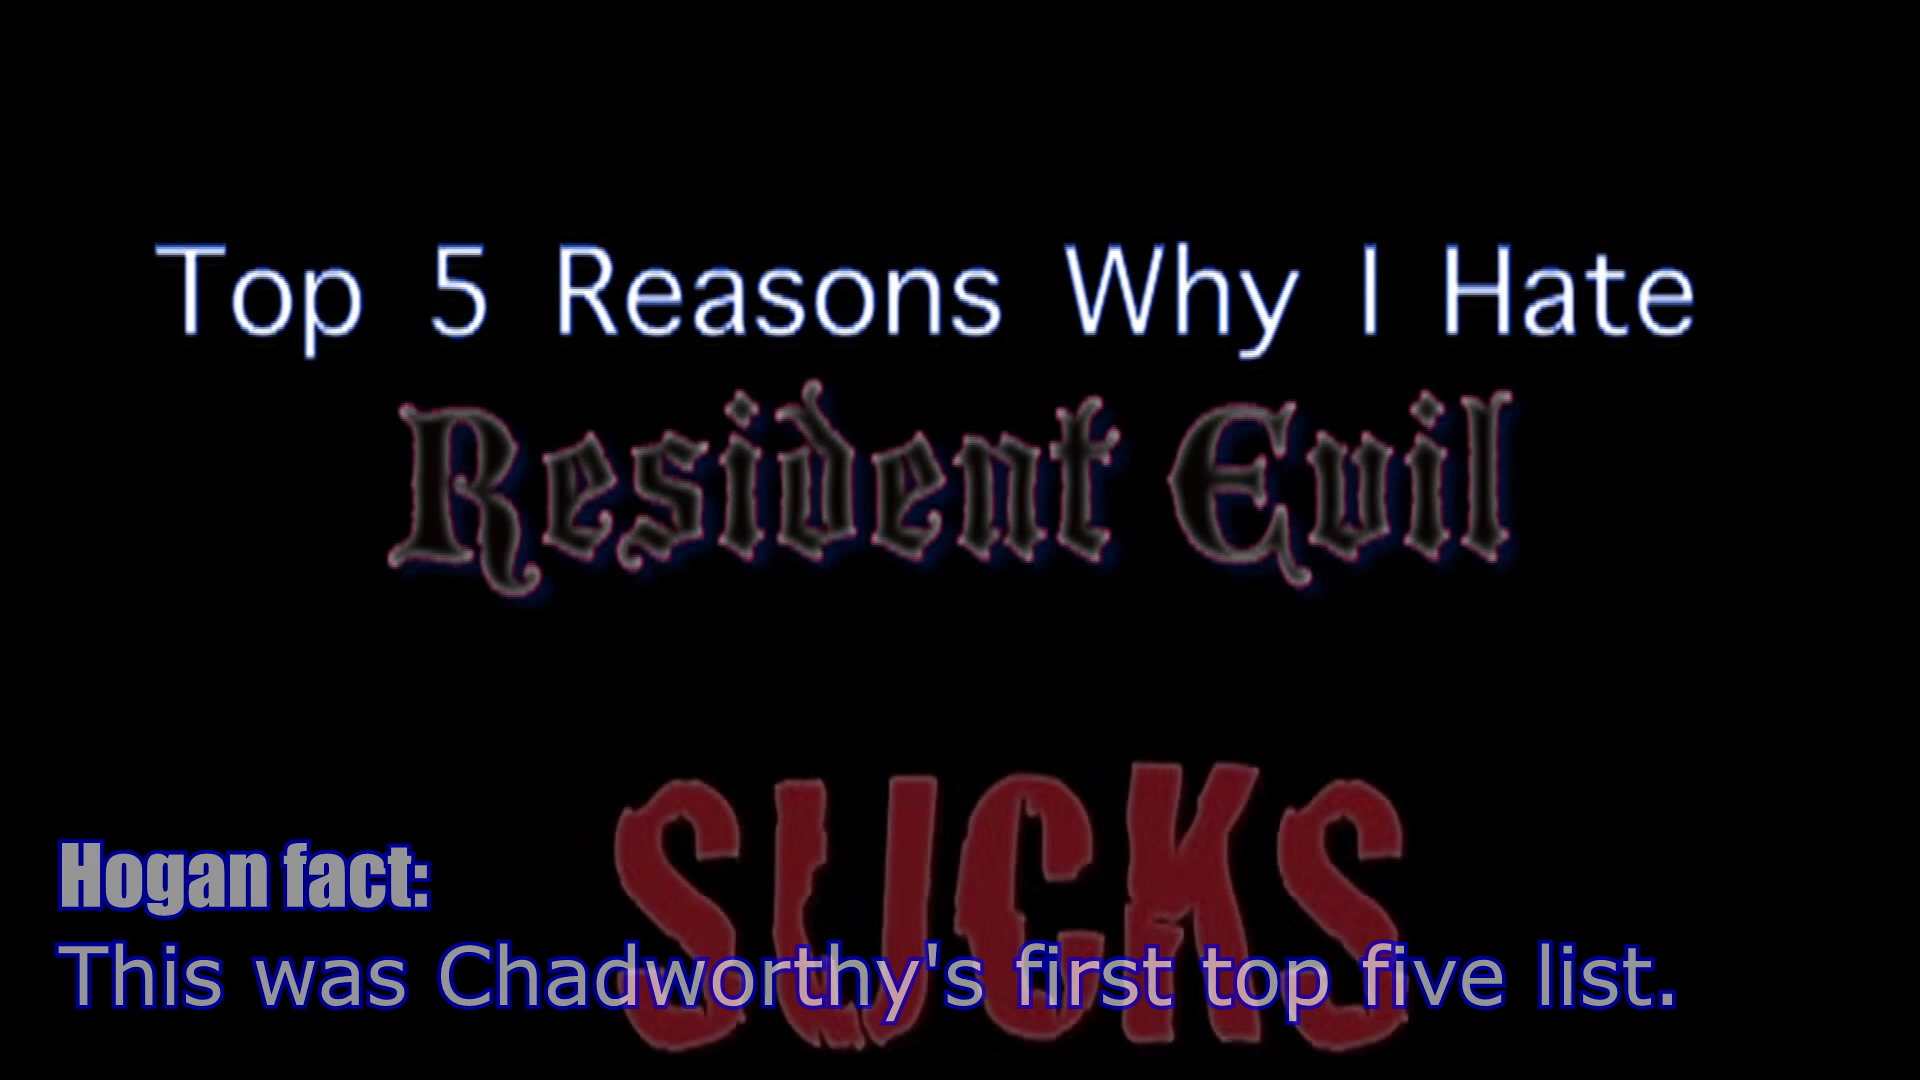 Top 5 Reasons Why I Hate
Resident Evil
SUCKS
Hogan fact:
This was Chadworthy's first top five list.